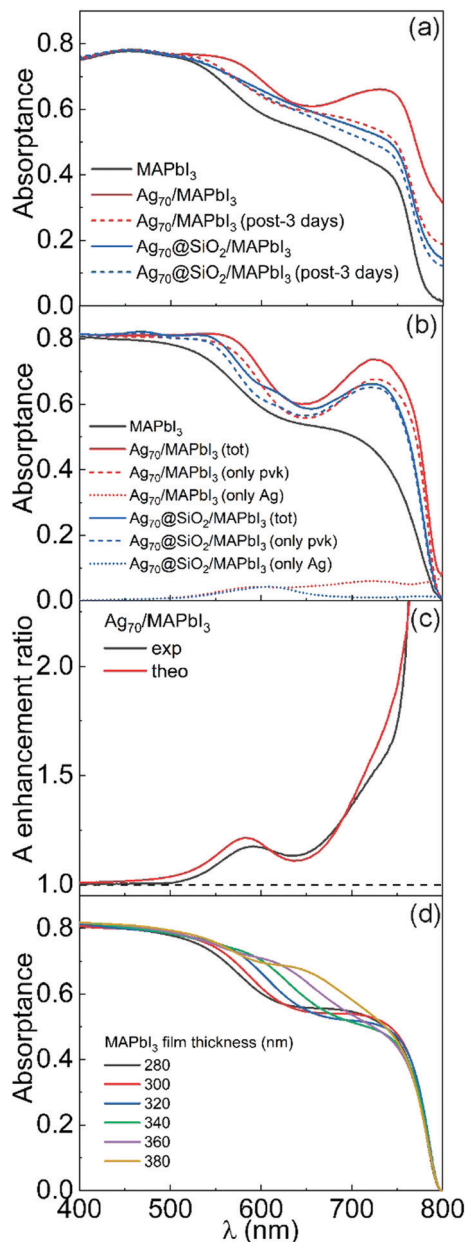 (a)
0.8
0.6
0.4
0.2
0.0
Absorptance
MAPbI₃
Ag₇₀/MAPbI₃
Ag₇₀/MAPbI₃ (post-3 days)
Ag₇₀@SiO₂/MAPbI₃
Ag₇₀@SiO₂/MAPbI₃ (post-3 days)
(b)
0.8
0.6
0.4
0.2
0.0
Absorptance
MAPbI₃
Ag₇₀/MAPbI₃ (tot)
Ag₇₀/MAPbI₃ (only pvk)
Ag₇₀/MAPbI₃ (only Ag)
Ag₇₀@SiO₂/MAPbI₃ (tot)
Ag₇₀@SiO₂/MAPbI₃ (only pvk)
Ag₇₀@SiO₂/MAPbI₃ (only Ag)
(c)
2.0
1.5
1.0
A enhancement ratio
Ag₇₀/MAPbI₃
exp
theo
(d)
0.8
0.6
0.4
0.2
0.0
Absorptance
MAPbI₃ film thickness (nm)
280
300
320
340
360
380
400 500 600 700 800
λ (nm)